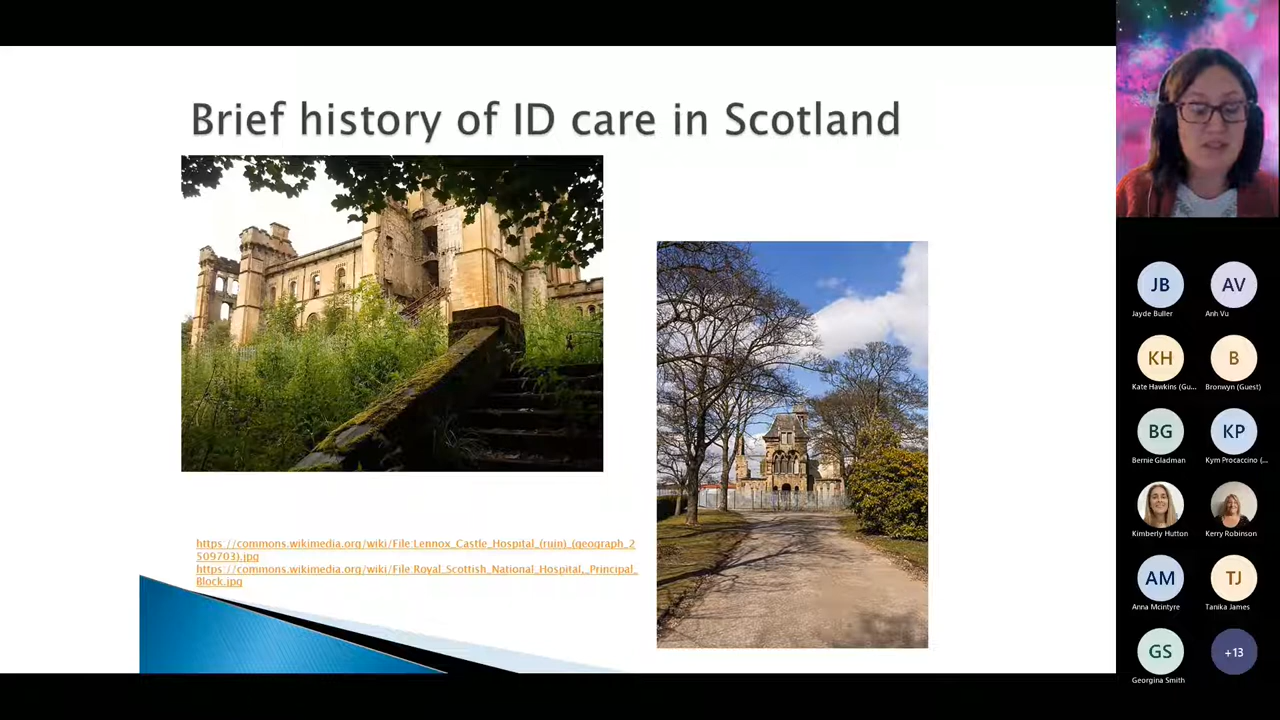 Brief history of ID care in Scotland
https://commons.wikimedia.org/wiki/File:Lennox_Castle_Hospital_(ruin)_(geograph_2
509703).jpg
https://commons.wikimedia.org/wiki/File:Royal_Scottish_National_Hospital,_Principal_
Block.jpg
JB
AV
Jayde Buller
Anh Vu
KH
B
Kate Hawkins (Gu...
Bronwyn (Guest)
BG
KP
Bernie Gladman
Kym Procaccino (...
Kimberly Hutton
Kerry Robinson
AM
TJ
Anna Mcintyre
Tanika James
GS
+13
Georgina Smith